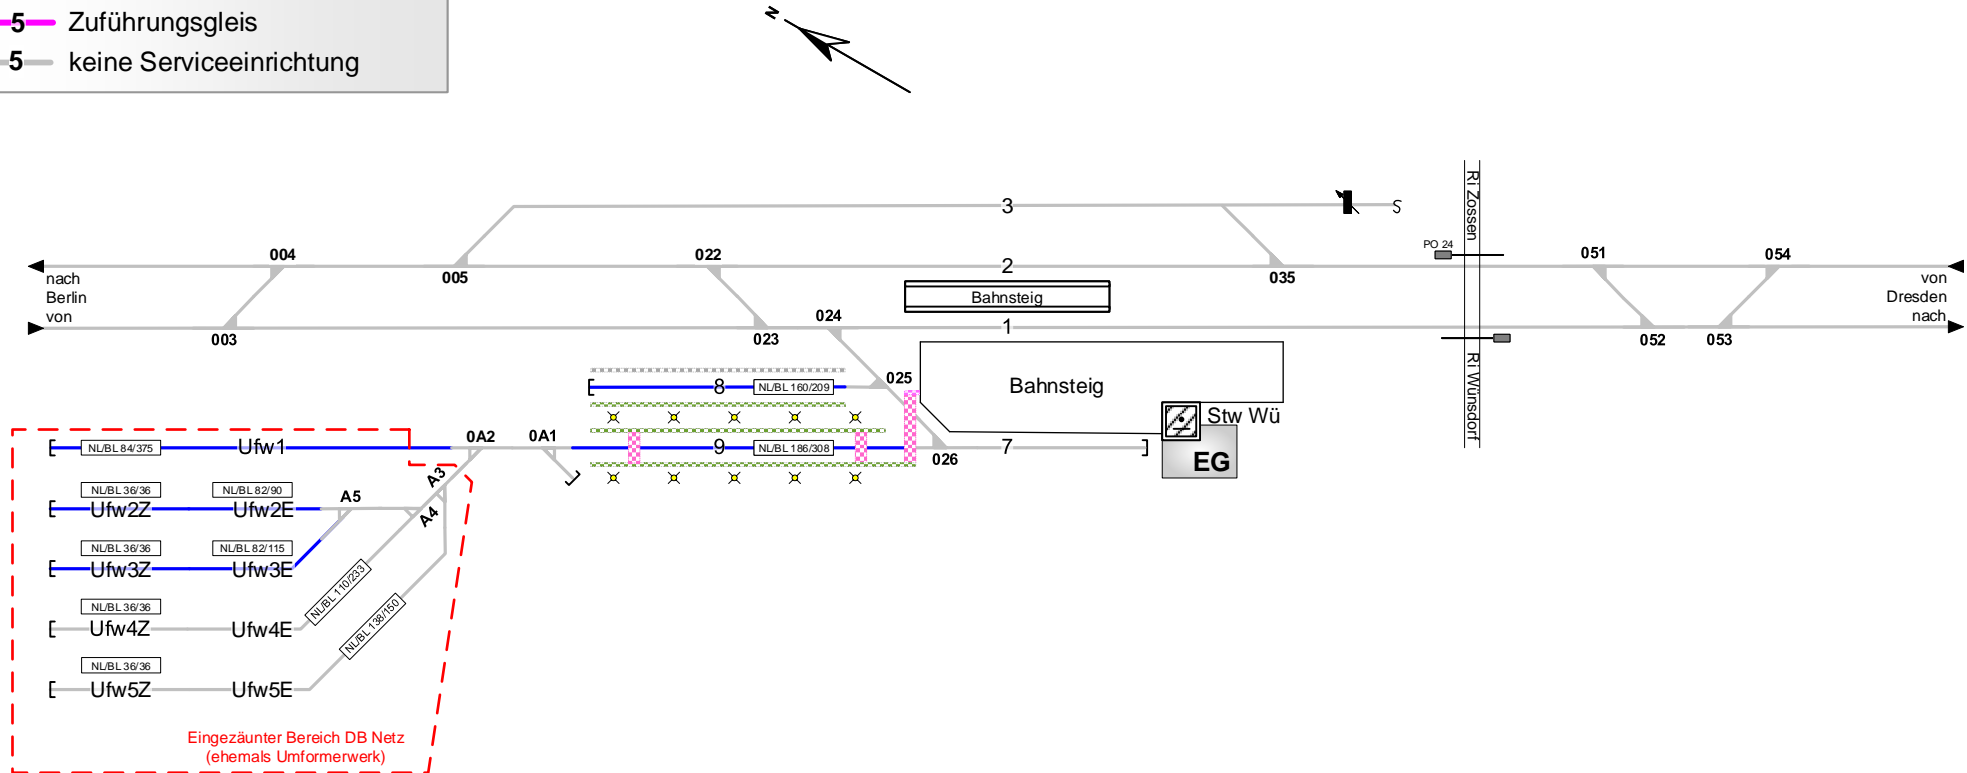 5 Zuführungsgleis
5 keine Serviceeinrichtung
N
3
Ri Zossen
PO 24
004
022
051
054
2
005
035
nach
Berlin
von
Bahnsteig
von
Dresden
nach
024
1
003
023
052
053
025
8
NL/BL 160/209
Bahnsteig
Ri Wünsdorf
Stw Wü
0A2
0A1
NL/BL 84/375
Ufw1
9
NL/BL 186/308
7
026
EG
A3
NL/BL 36/36
NL/BL 82/90
A5
Ufw2Z
Ufw2E
A4
NL/BL 36/36
NL/BL 82/115
Ufw3Z
Ufw3E
NL/BL 110/233
NL/BL 36/36
Ufw4Z
Ufw4E
NL/BL 138/150
NL/BL 36/36
Ufw5Z
Ufw5E
Eingezäunter Bereich DB Netz
(ehemals Umformerwerk)